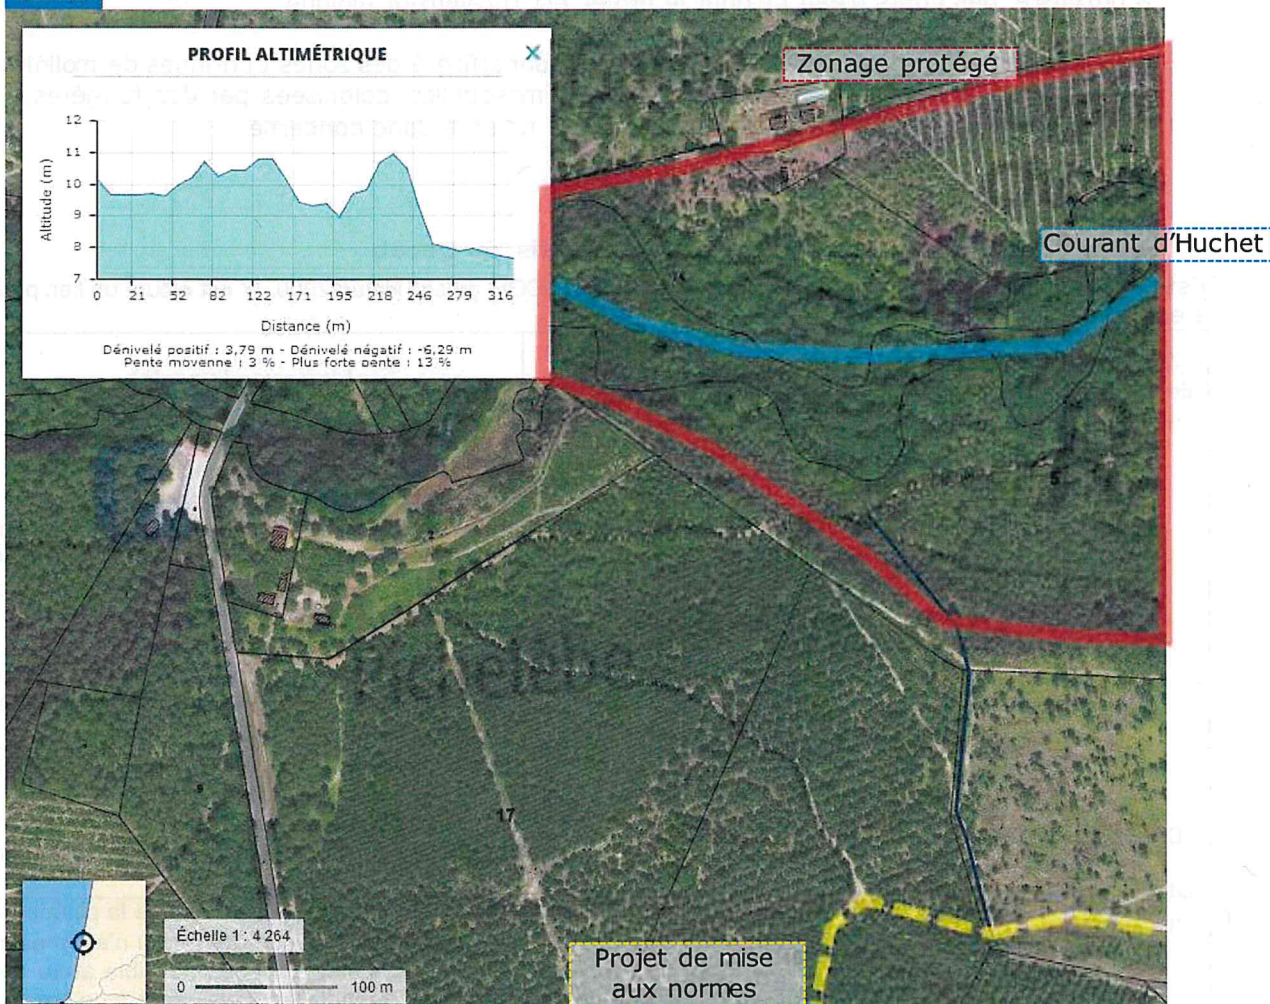 PROFIL ALTIMÉTRIQUE
×
Altitude (m)
12
11
10
9
8
7
0 21 52 82 122 171 195 218 246 279 316
Distance (m)
Dénivelé positif : 3,79 m - Dénivelé négatif : -6,29 m
Pente moyenne : 3 % - Plus forte pente : 13 %
Zonage protégé
Courant d'Huchet
5
17
Échelle 1 : 4 264
0 100 m
Projet de mise
aux normes